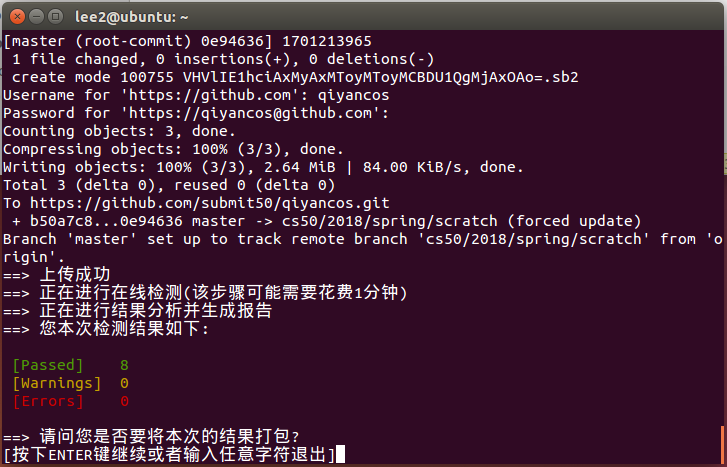 lee2@ubuntu: ~
[master (root-commit) 0e94636] 1701213965
1 file changed, 0 insertions(+), 0 deletions(-)
create mode 100755 VHVlIE1hciAxMyAxMToyMToyMCBDU1QgMjAxOAo=.sb2
Username for 'https://github.com': qiyancos
Password for 'https://qiyancos@github.com':
Counting objects: 3, done.
Compressing objects: 100% (3/3), done.
Writing objects: 100% (3/3), 2.64 MiB | 84.00 KiB/s, done.
Total 3 (delta 0), reused 0 (delta 0)
To https://github.com/submit50/qiyancos.git
+ b50a7c8...0e94636 master -> cs50/2018/spring/scratch (forced update)
Branch 'master' set up to track remote branch 'cs50/2018/spring/scratch' from 'o
rigin'.
==> 上传成功
==> 正在进行在线检测(该步骤可能需要花费1分钟)
==> 正在进行结果分析并生成报告
==> 您本次检测结果如下:
[Passed] 8
[Warnings] 0
[Errors] 0
==> 请问您是否要将本次的结果打包?
[按下ENTER键继续或者输入任意字符退出]